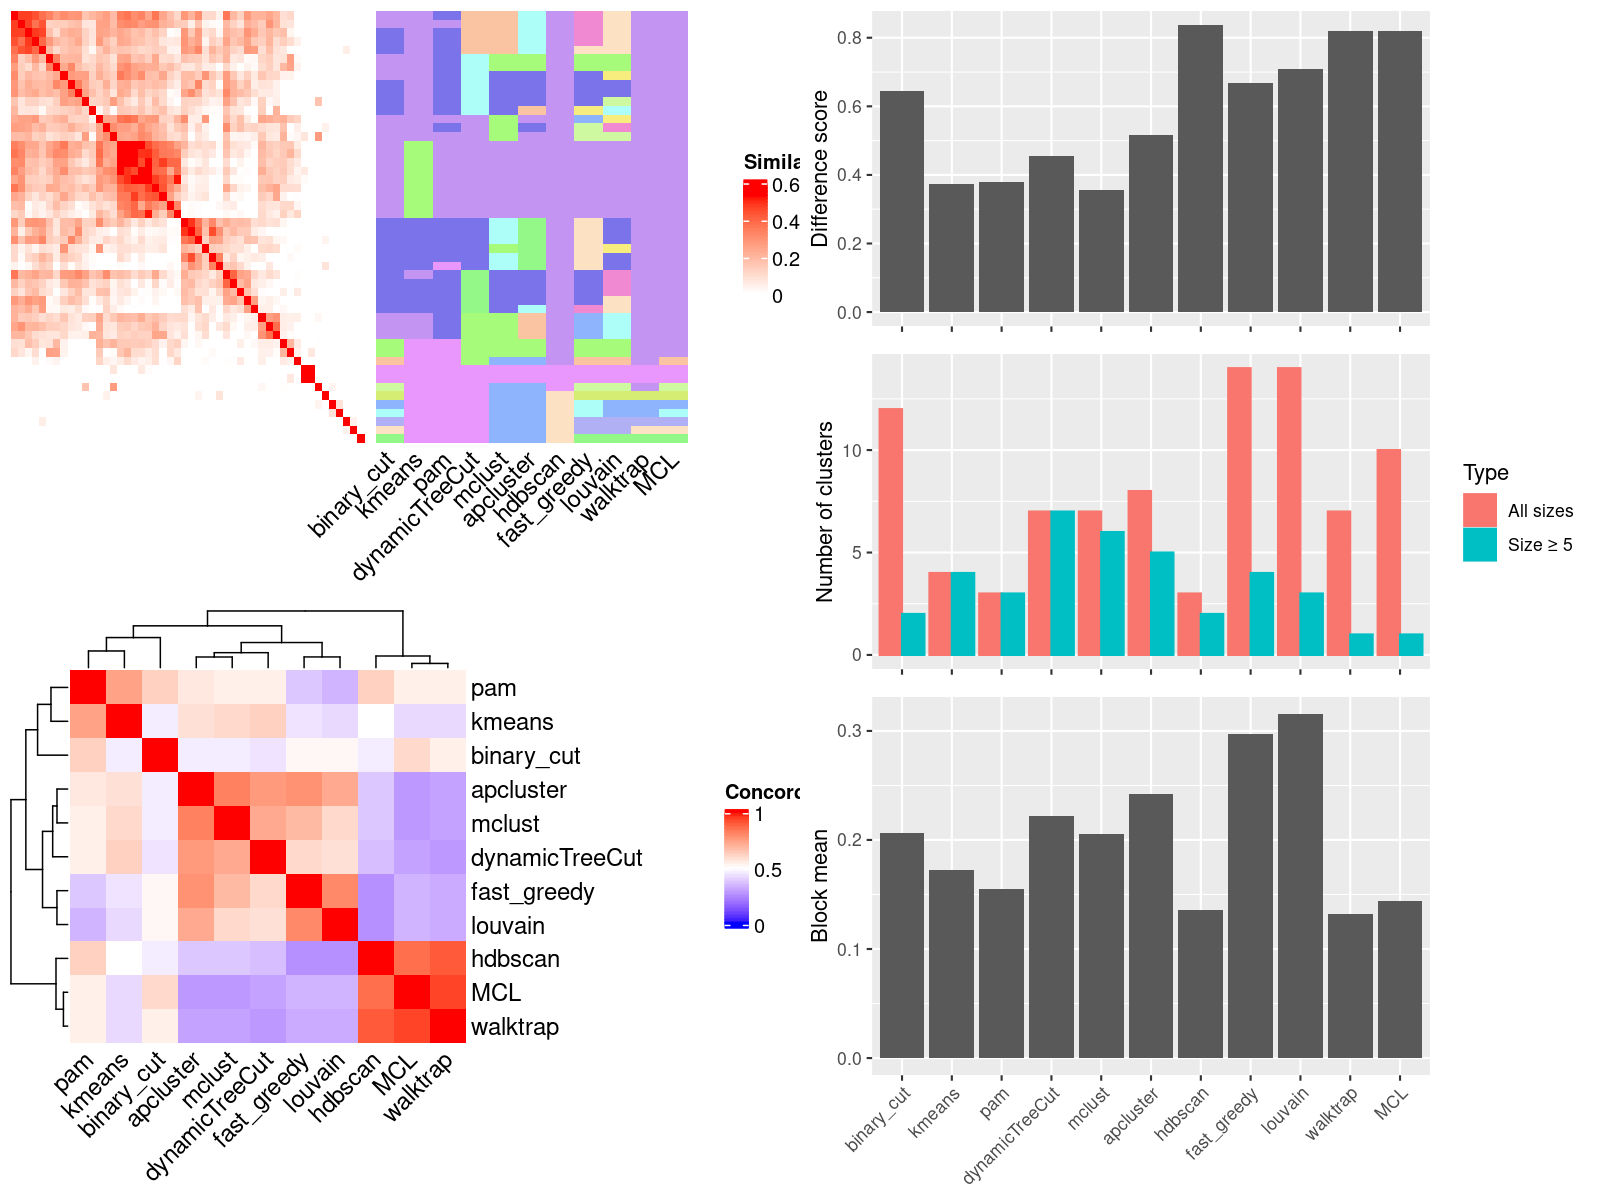 Simila
0.6
0.4
0.2
0
binary_cut
kmeans
pam
dynamicTreeCut
mclust
apcluster
hdbscan
fast_greedy
louvain
walktrap
MCL
pam
kmeans
binary_cut
apcluster
mclust
dynamicTreeCut
fast_greedy
louvain
hdbscan
MCL
walktrap
Concord
1
0.5
0
pam
kmeans
binary_cut
apcluster
mclust
dynamicTreeCut
fast_greedy
louvain
hdbscan
MCL
walktrap
Difference score
0.8
0.6
0.4
0.2
0.0
Number of clusters
10
5
0
Type
All sizes
Size ≥ 5
Block mean
0.3
0.2
0.1
0.0
binary_cut
kmeans
pam
dynamicTreeCut
mclust
apcluster
hdbscan
fast_greedy
louvain
walktrap
MCL